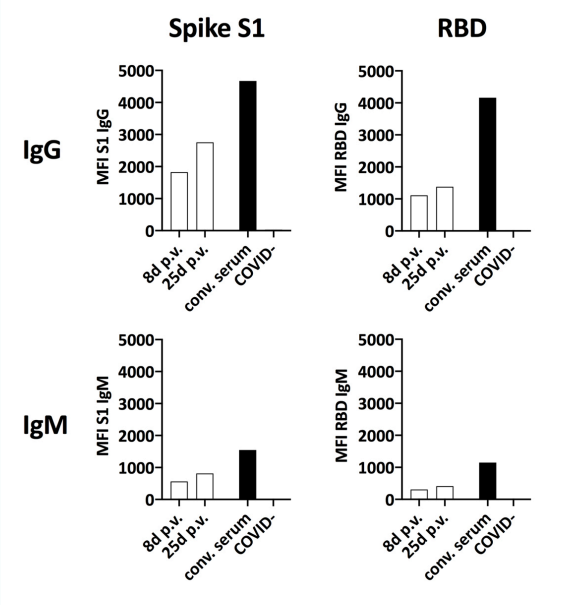 Spike S1
RBD
IgG
MFI S1 IgG
5000
4000
3000
2000
1000
0
8d p.v.
25d p.v.
conv. serum
COVID-
MFI RBD IgG
5000
4000
3000
2000
1000
0
8d p.v.
25d p.v.
conv. serum
COVID-
IgM
MFI S1 IgM
5000
4000
3000
2000
1000
0
8d p.v.
25d p.v.
conv. serum
COVID-
MFI RBD IgM
5000
4000
3000
2000
1000
0
8d p.v.
25d p.v.
conv. serum
COVID-